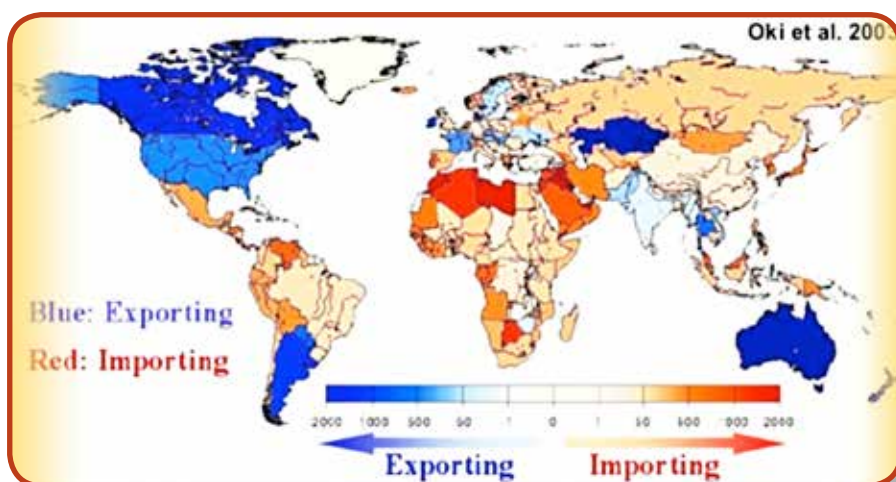 Oki et al. 200
Blue: Exporting
Red: Importing
2000 1000 500 50 1 0 1 50 500 1000 2000
Exporting Importing